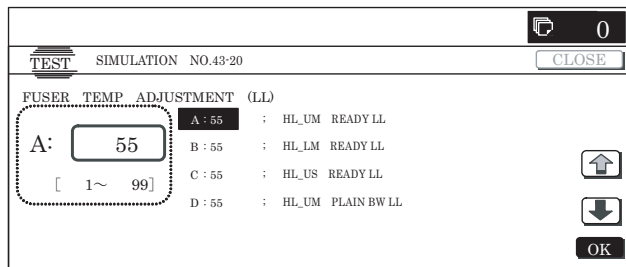 0
TEST SIMULATION NO.43-20 CLOSE
FUSER TEMP ADJUSTMENT (LL)
A: 55
[ 1～ 99]
A : 55 ; HL_UM READY LL
B : 55 ; HL_LM READY LL
C : 55 ; HL_US READY LL
D : 55 ; HL_UM PLAIN BW LL
OK